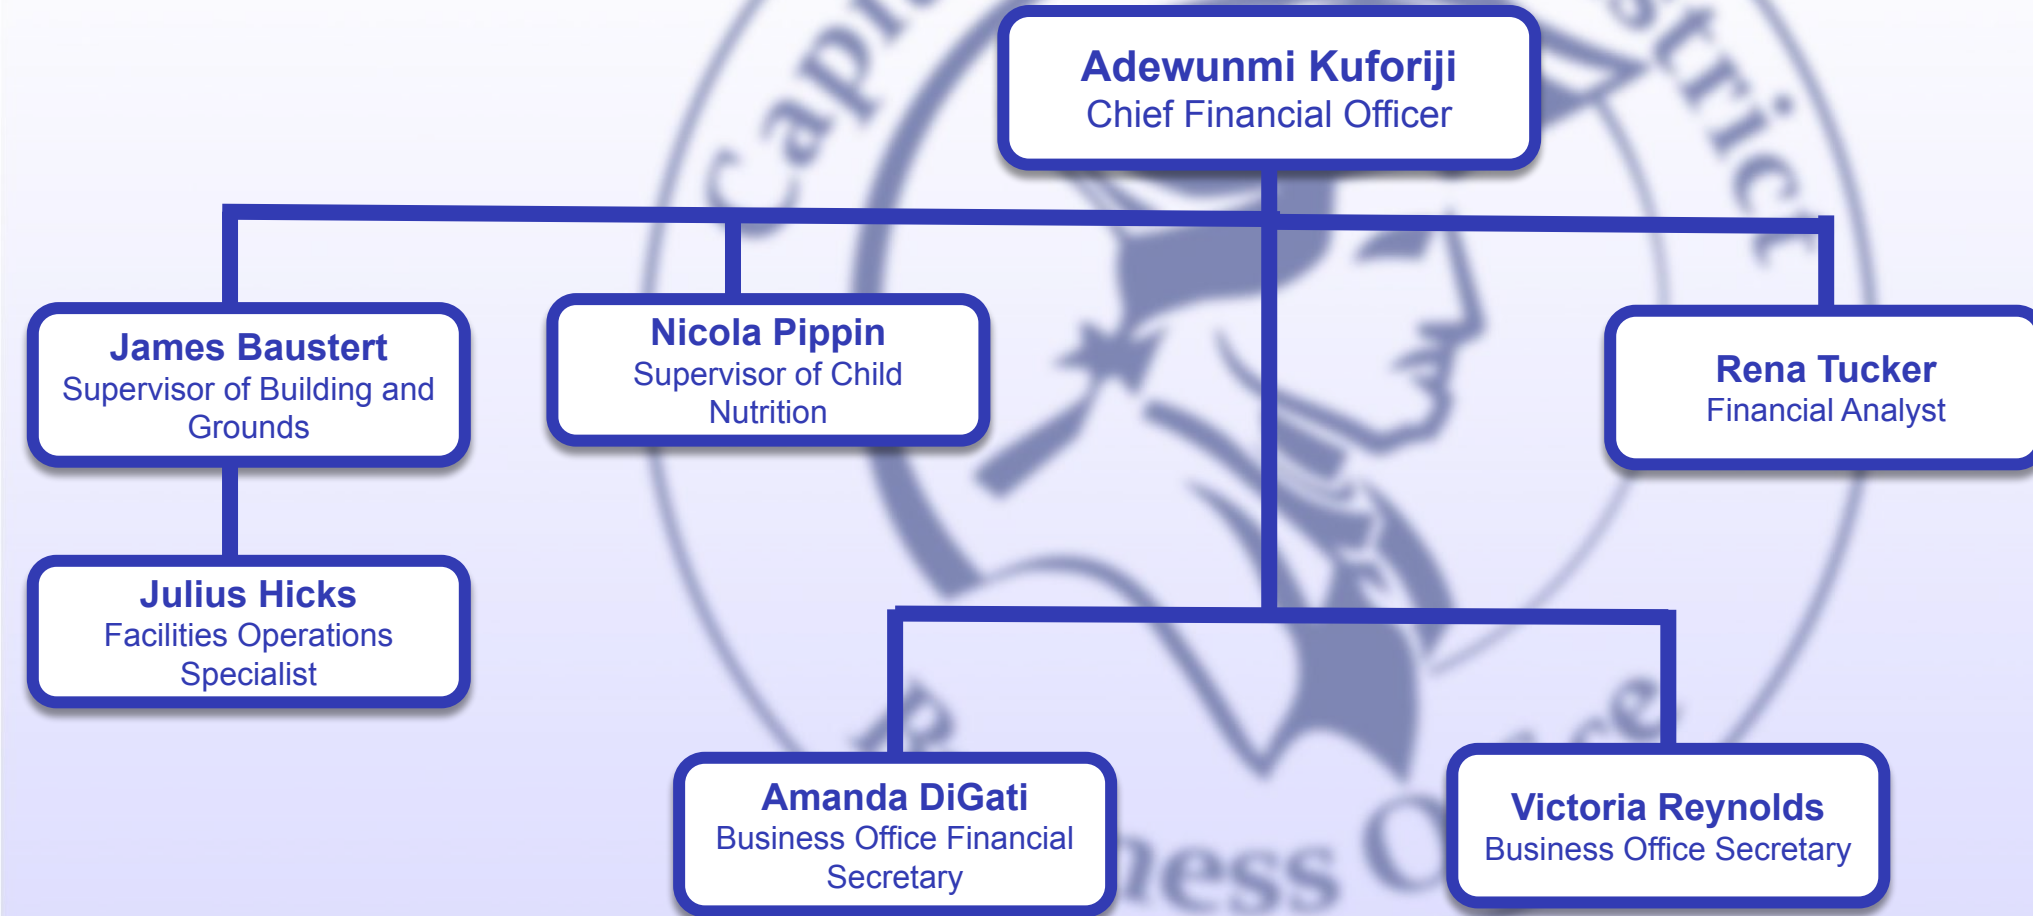 Adewunmi Kuforiji
Chief Financial Officer
James Baustert
Supervisor of Building and
Grounds
Nicola Pippin
Supervisor of Child
Nutrition
Rena Tucker
Financial Analyst
Julius Hicks
Facilities Operations
Specialist
Amanda DiGati
Business Office Financial
Secretary
Victoria Reynolds
Business Office Secretary